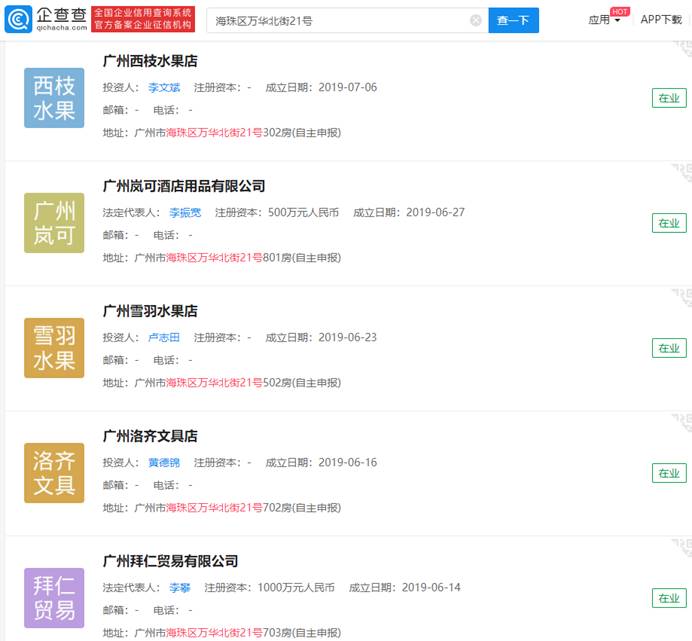 企查查
qichacha.com
全国企业信用查询系统
官方备案企业征信机构
海珠区万华北街21号
查一下
应用
HOT
APP下载
西枝
水果
广州西枝水果店
投资人： 李文斌 注册资本：- 成立日期：2019-07-06
邮箱：- 电话：-
地址：广州市海珠区万华北街21号302房(自主申报)
在业
广州
岚可
广州岚可酒店用品有限公司
法定代表人： 李振宽 注册资本：500万元人民币 成立日期：2019-06-27
邮箱：- 电话：-
地址：广州市海珠区万华北街21号801房(自主申报)
在业
雪羽
水果
广州雪羽水果店
投资人： 卢志田 注册资本：- 成立日期：2019-06-23
邮箱：- 电话：-
地址：广州市海珠区万华北街21号502房(自主申报)
在业
洛齐
文具
广州洛齐文具店
投资人： 黄德锦 注册资本：- 成立日期：2019-06-16
邮箱：- 电话：-
地址：广州市海珠区万华北街21号702房(自主申报)
在业
拜仁
贸易
广州拜仁贸易有限公司
法定代表人： 李攀 注册资本：1000万元人民币 成立日期：2019-06-14
邮箱：- 电话：-
地址：广州市海珠区万华北街21号703房(自主申报)
在业